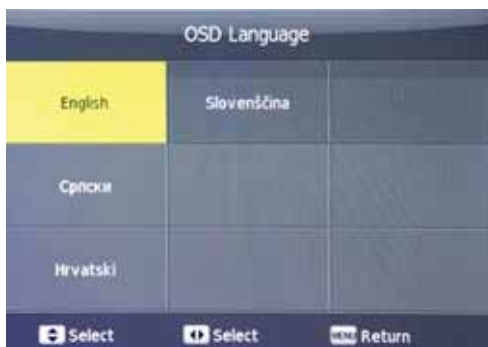 OSD Language
English Slovenščina
Српски
Hrvatski
Select Select MENU Return